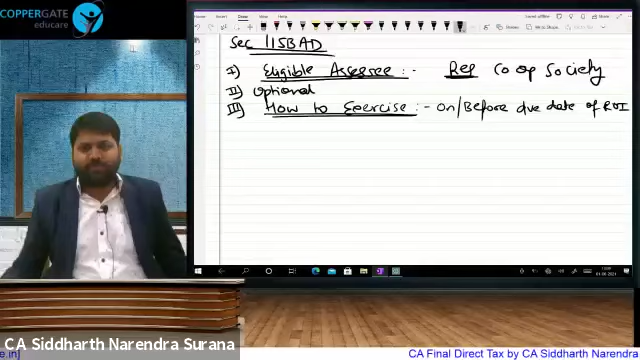 COPPERGATE
educare
Sec 115BAD
I) Eligible Assessee :- Res Co op Society
II) optional
III) How to Exercise :- on/Before due date of ROI
CA Siddharth Narendra Surana
e.in)
CA Final Direct Tax by CA Siddharth Narendra